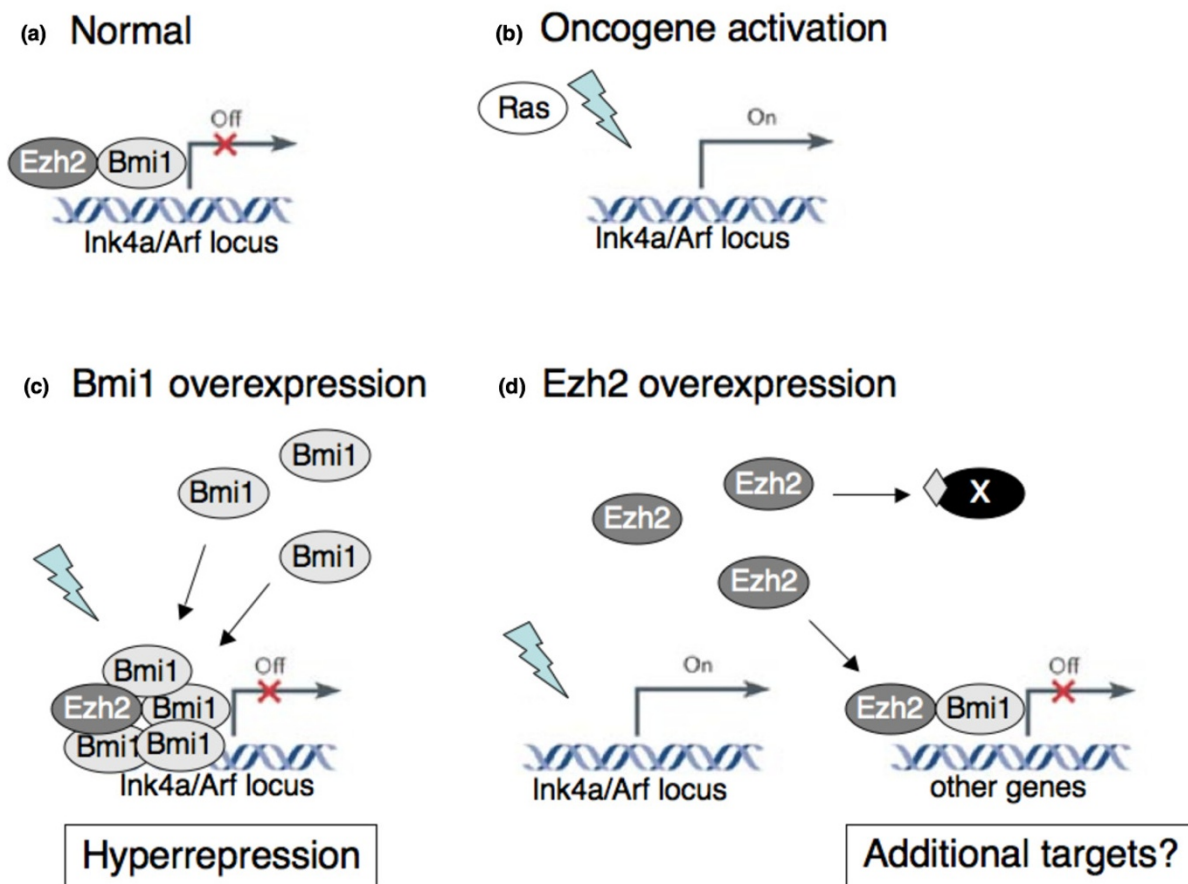 (a) Normal
Off
Ezh2 Bmi1
Ink4a/Arf locus
(b) Oncogene activation
Ras
On
Ink4a/Arf locus
(c) Bmi1 overexpression
Bmi1
Bmi1
Bmi1
Bmi1
Off
Ezh2 Bmi1
Bmi1 Bmi1
Ink4a/Arf locus
Hyperrepression
(d) Ezh2 overexpression
Ezh2 X
Ezh2
Ezh2
On
Ink4a/Arf locus
Off
Ezh2 Bmi1
other genes
Additional targets?